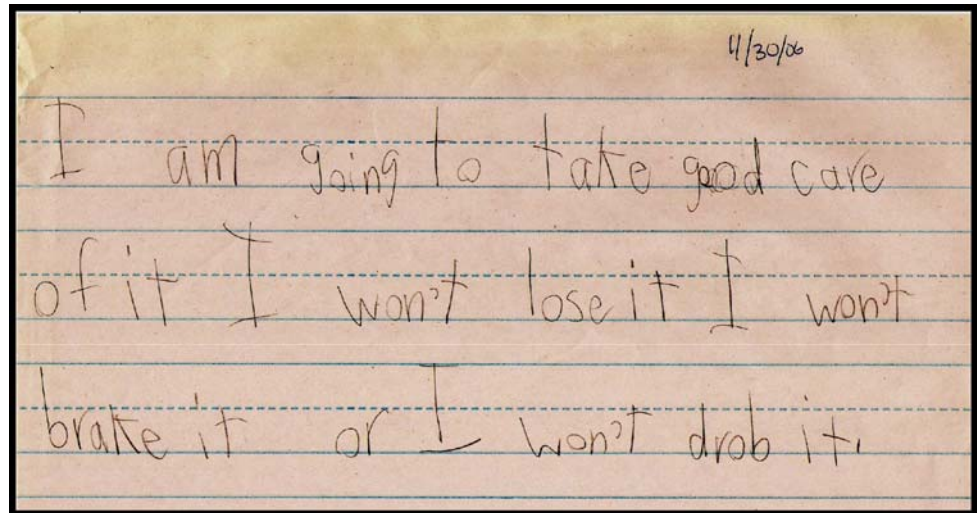 4/30/06
I am going to take good care
of it I won't lose it I won't
brake it or I won't drob it.